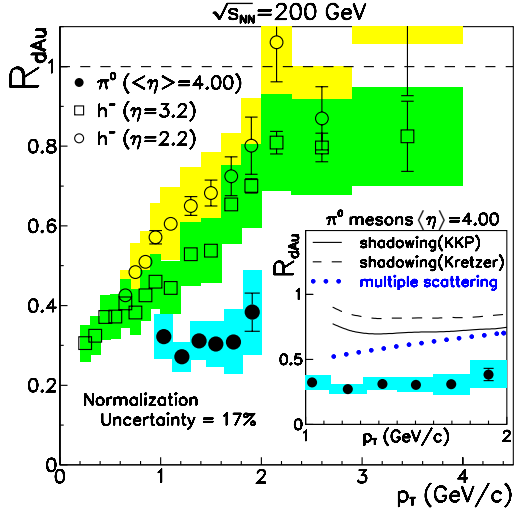 √s_NN = 200 GeV
R_dAu
π⁰ (<η>=4.00)
h⁻ (η=3.2)
h⁻ (η=2.2)
1
0.8
0.6
0.4
0.2
0
Normalization
Uncertainty = 17%
0 1 2 3 4
p_T (GeV/c)
π⁰ mesons ⟨η⟩=4.00
R_dAu
shadowing(KKP)
shadowing(Kretzer)
multiple scattering
1
0.5
0
1 2
p_T (GeV/c)